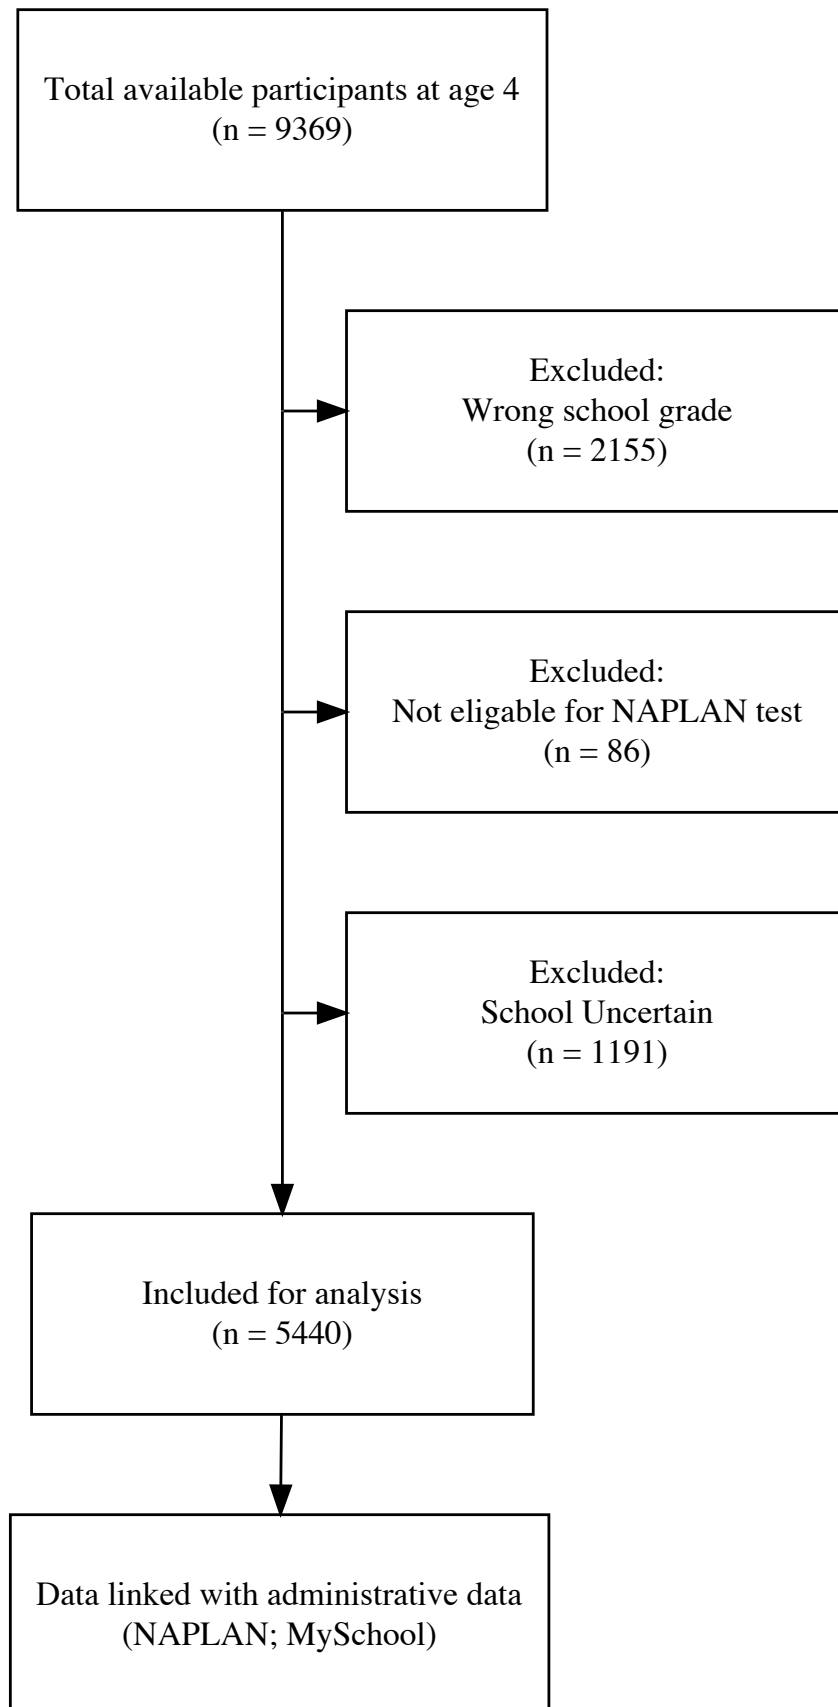 Total available participants at age 4
(n = 9369)
Excluded:
Wrong school grade
(n = 2155)
Excluded:
Not eligable for NAPLAN test
(n = 86)
Excluded:
School Uncertain
(n = 1191)
Included for analysis
(n = 5440)
Data linked with administrative data
(NAPLAN; MySchool)